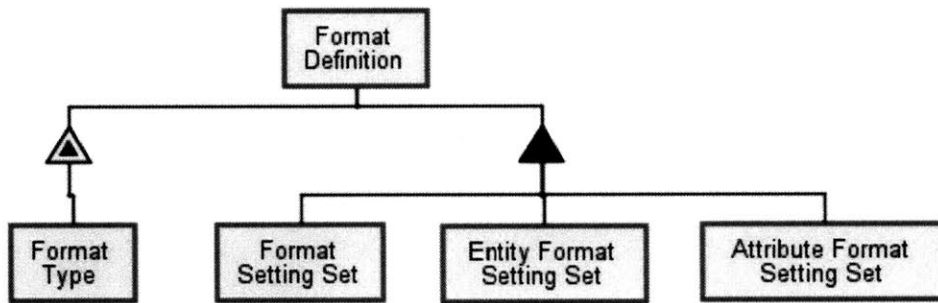 Format
Definition
Format
Type
Format
Setting Set
Entity Format
Setting Set
Attribute Format
Setting Set